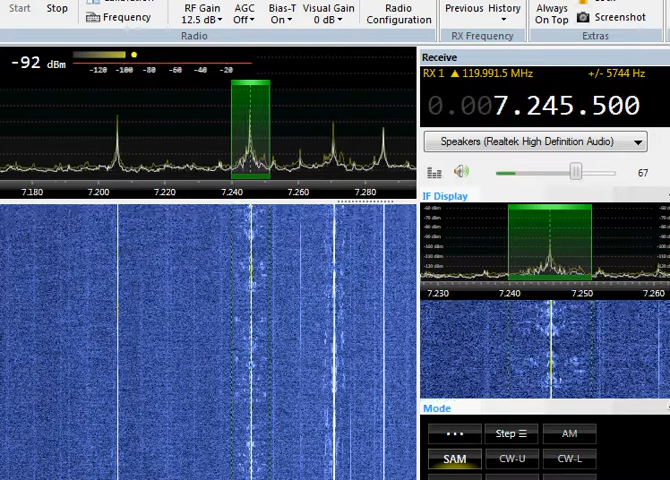 Start Stop RF Gain AGC Bias-T Visual Gain Radio Previous History Always
Frequency 12.5 dB Off On 0 dB Configuration On Top Screenshot
Radio RX Frequency Extras
-92 dBm
-120 -100 -80 -60 -40 -20
7.180 7.200 7.220 7.240 7.260 7.280
Receive
RX 1 ▲ 119.991.5 MHz +/- 5744 Hz
0.007.245.500
Speakers (Realtek High Definition Audio)
67
IF Display
7.230 7.240 7.250 7.260
Mode
... Step ☰ AM
SAM CW-U CW-L